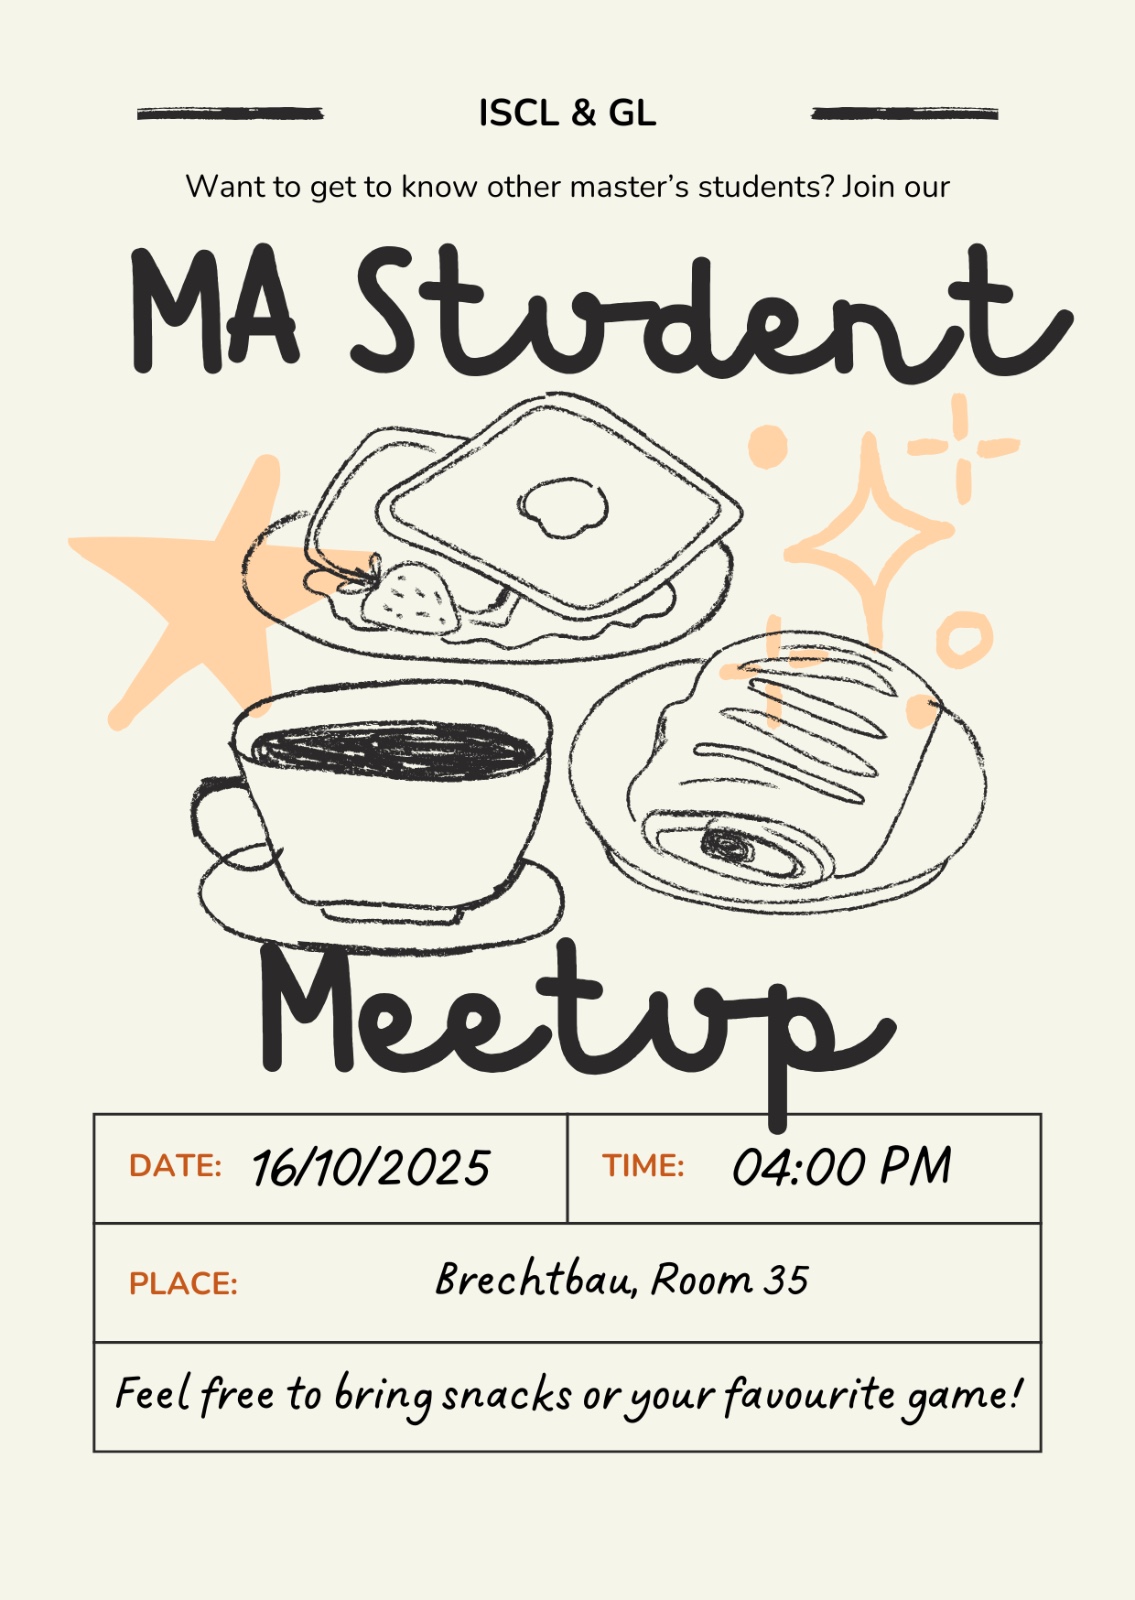 ISCL & GL
Want to get to know other master’s students? Join our
MA Student
Meetup
DATE: 16/10/2025 TIME: 04:00 PM
PLACE: Brechtbau, Room 35
Feel free to bring snacks or your favourite game!